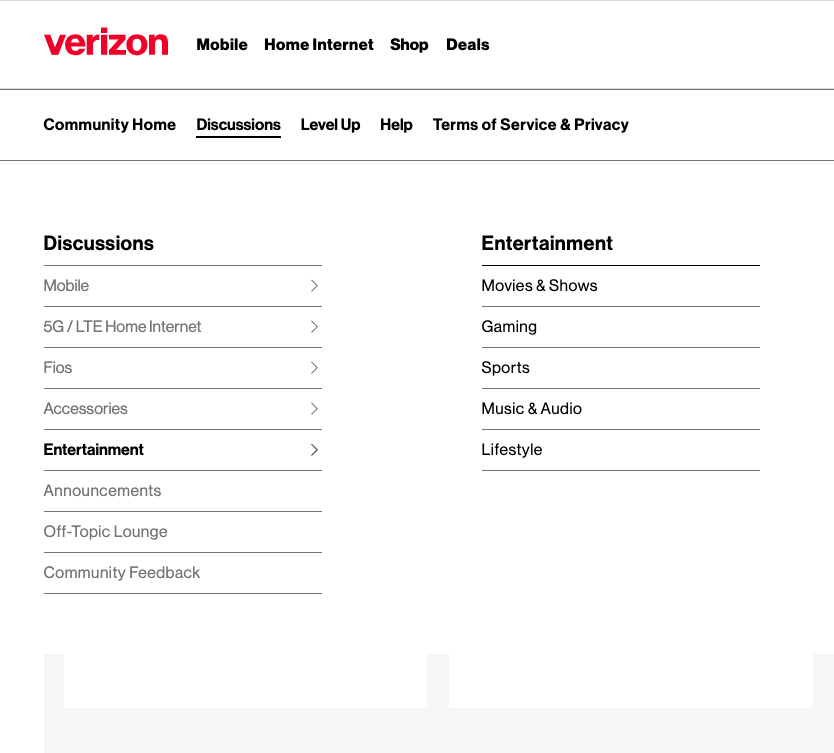 verizon Mobile Home Internet Shop Deals
Community Home Discussions Level Up Help Terms of Service & Privacy
Discussions
Mobile
5G / LTE Home Internet
Fios
Accessories
Entertainment
Announcements
Off-Topic Lounge
Community Feedback
Entertainment
Movies & Shows
Gaming
Sports
Music & Audio
Lifestyle